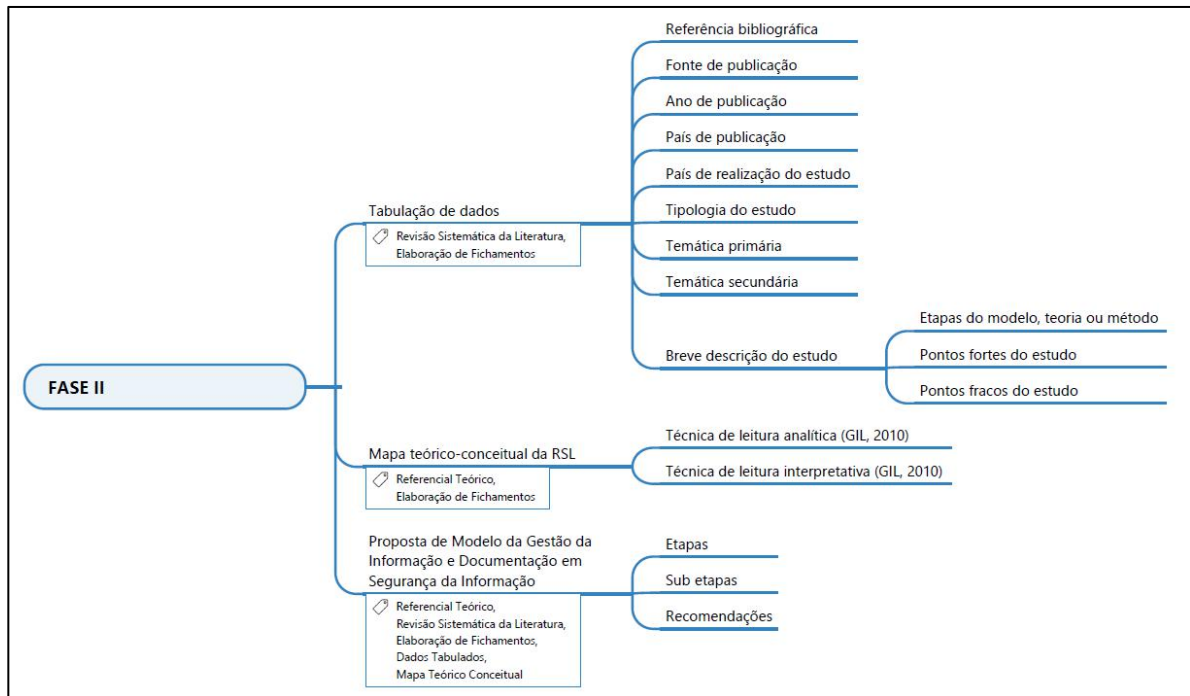 FASE II
Tabulação de dados
Revisão Sistemática da Literatura,
Elaboração de Fichamentos
Referência bibliográfica
Fonte de publicação
Ano de publicação
País de publicação
País de realização do estudo
Tipologia do estudo
Temática primária
Temática secundária
Breve descrição do estudo
Etapas do modelo, teoria ou método
Pontos fortes do estudo
Pontos fracos do estudo
Mapa teórico-conceitual da RSL
Referencial Teórico,
Elaboração de Fichamentos
Técnica de leitura analítica (GIL, 2010)
Técnica de leitura interpretativa (GIL, 2010)
Proposta de Modelo da Gestão da
Informação e Documentação em
Segurança da Informação
Referencial Teórico,
Revisão Sistemática da Literatura,
Elaboração de Fichamentos,
Dados Tabulados,
Mapa Teórico Conceitual
Etapas
Sub etapas
Recomendações